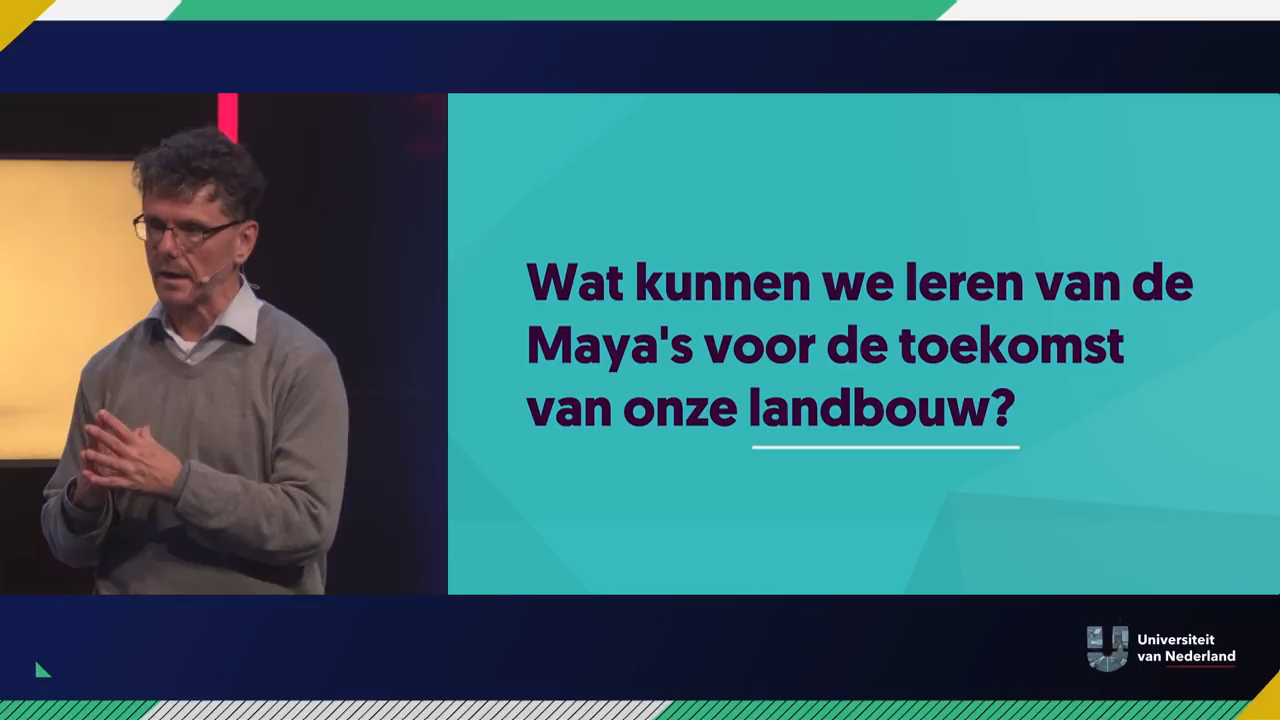 Wat kunnen we leren van de
Maya's voor de toekomst
van onze landbouw?
Universiteit
van Nederland